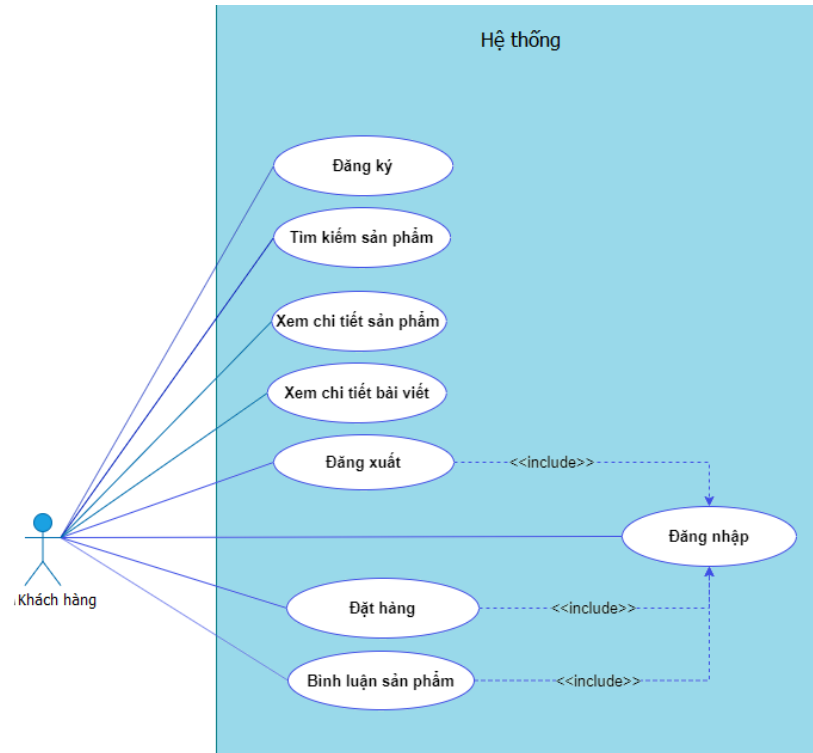 Hệ thống
Đăng ký
Tìm kiếm sản phẩm
Xem chi tiết sản phẩm
Xem chi tiết bài viết
Đăng xuất
<<include>>
Đăng nhập
Khách hàng
Đặt hàng
<<include>>
Bình luận sản phẩm
<<include>>